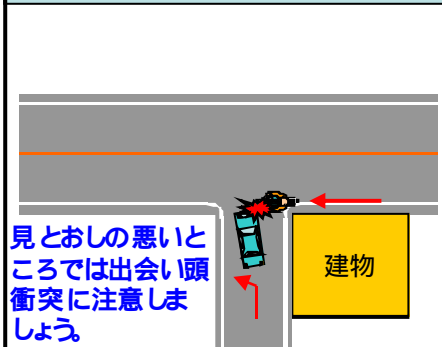 見とおしの悪いと
ころでは出会い頭
衝突に注意しま
しょう。
建物